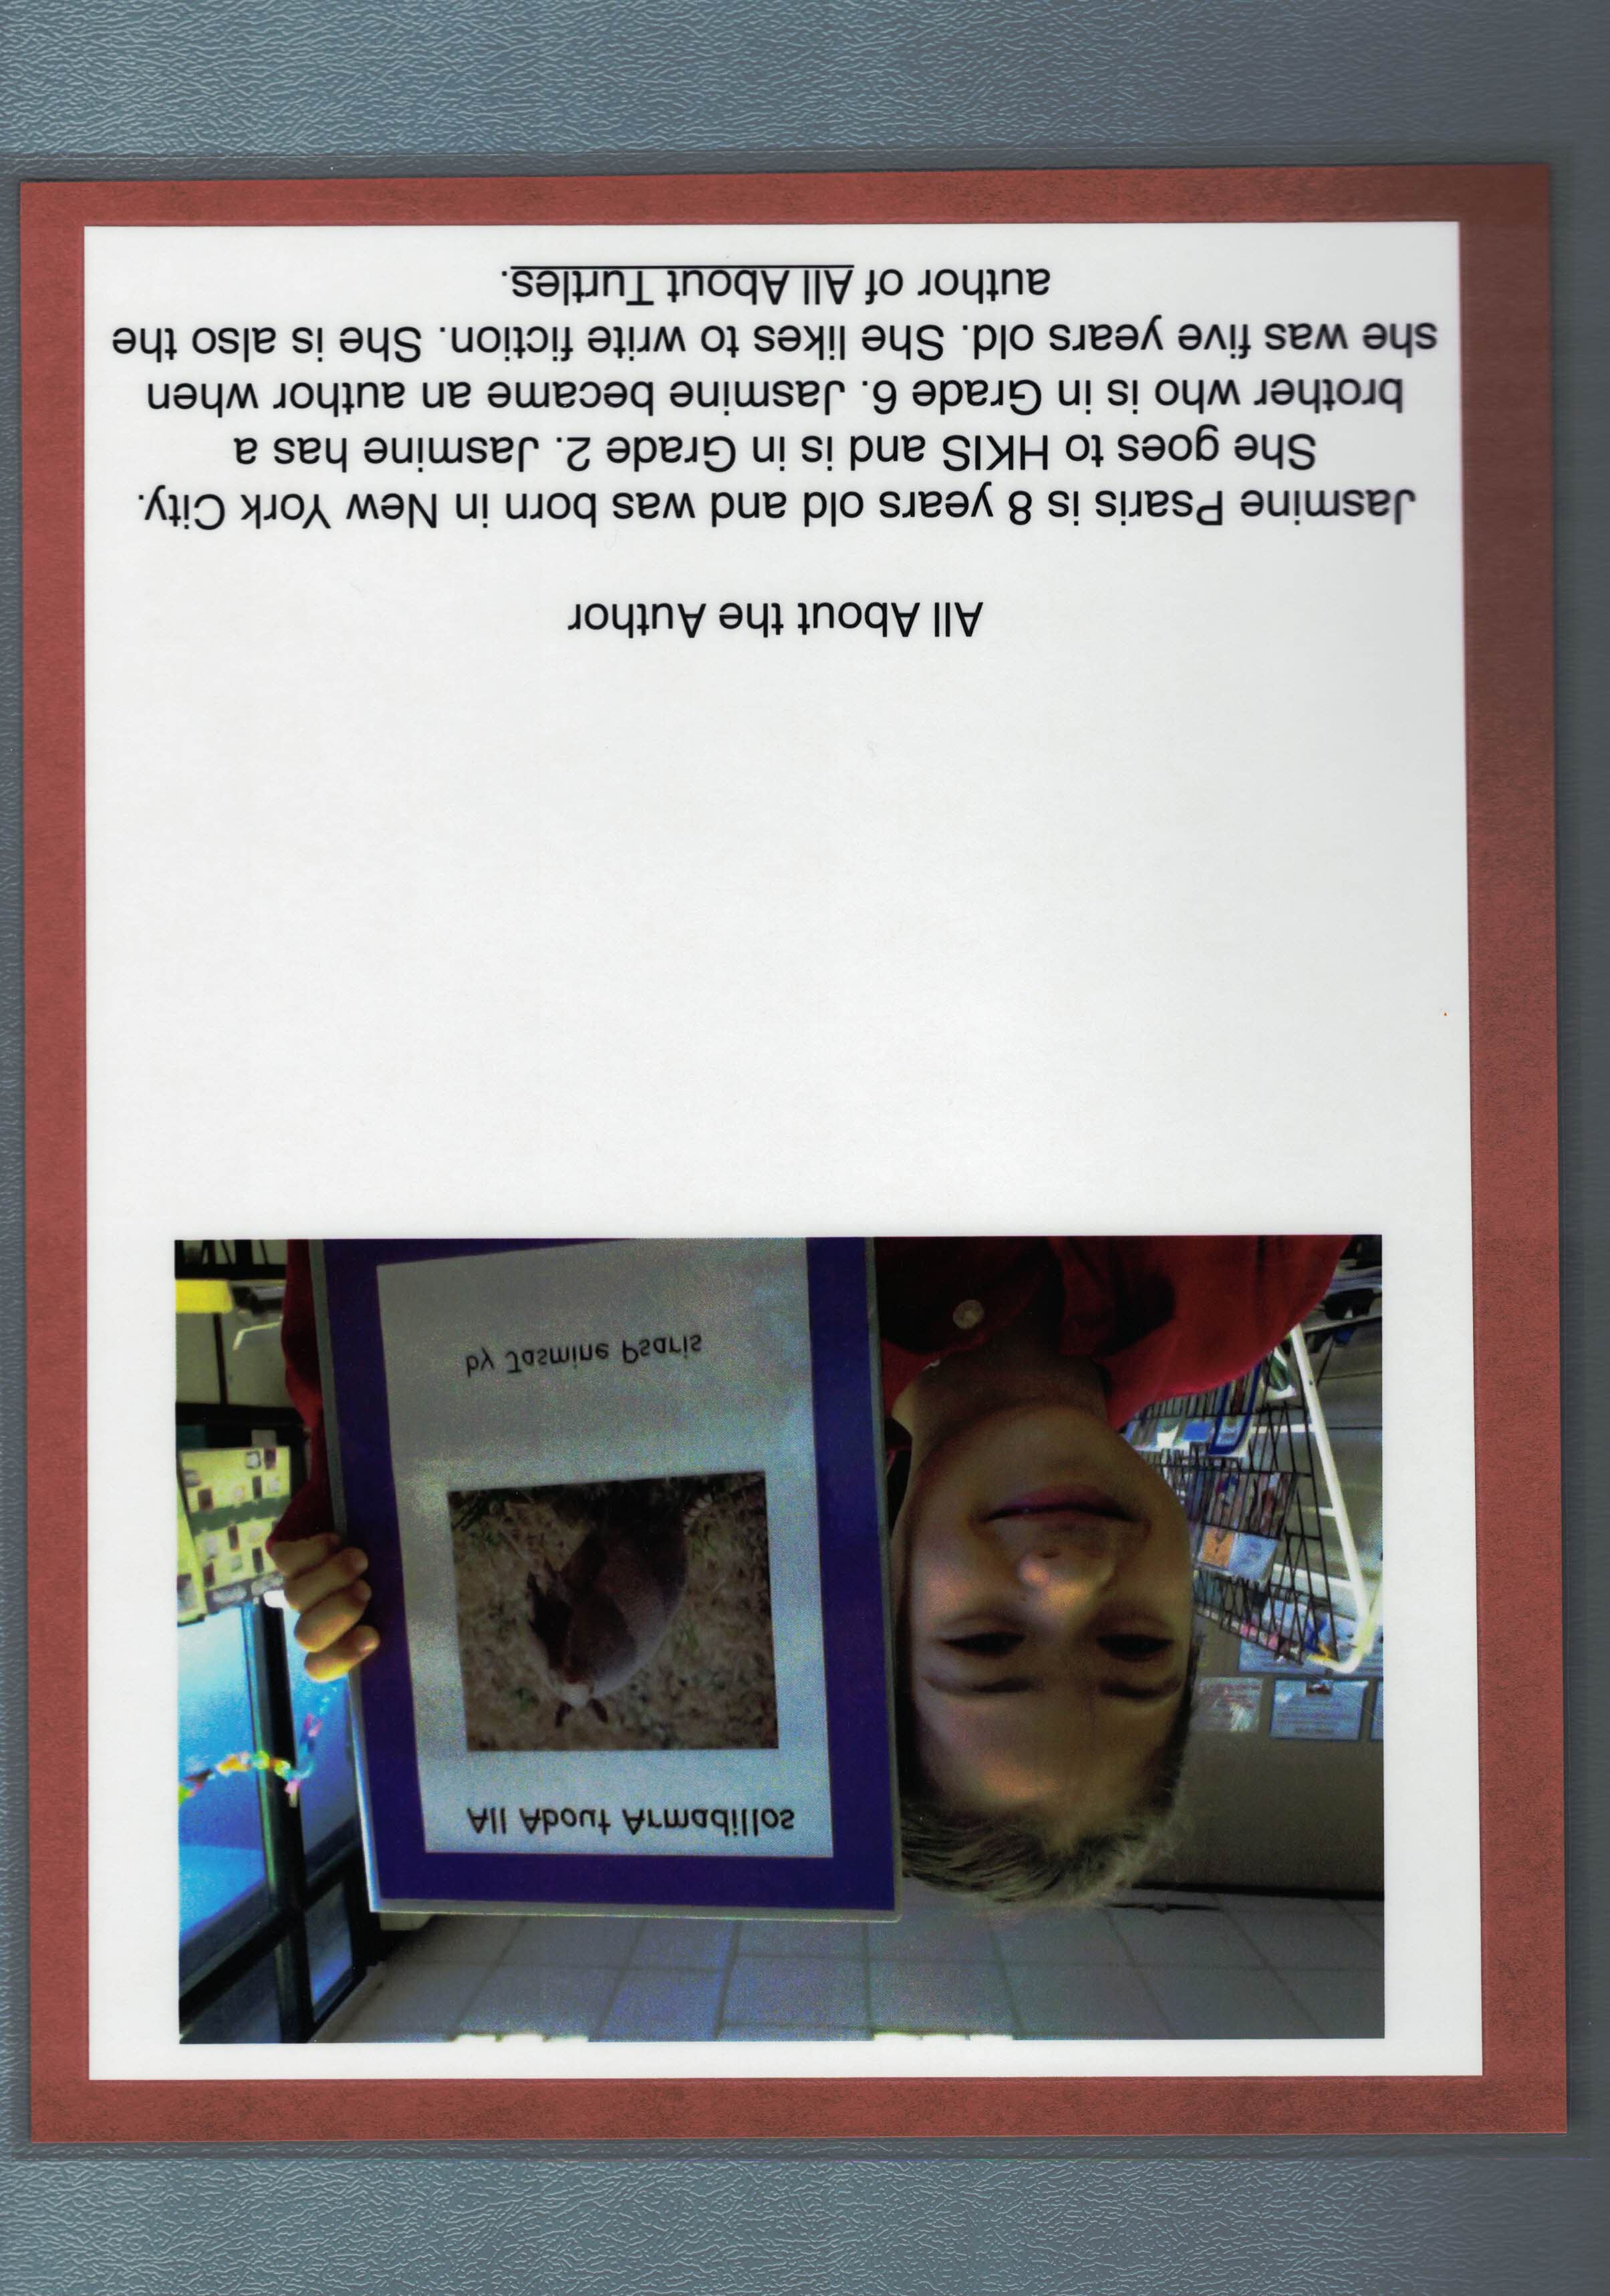 All About Armadillos
by Jasmine Psaris
All About the Author
Jasmine Psaris is 8 years old and was born in New York City.
She goes to HKIS and is in Grade 2. Jasmine has a
brother who is in Grade 6. Jasmine became an author when
she was five years old. She likes to write fiction. She is also the
author of All About Turtles.